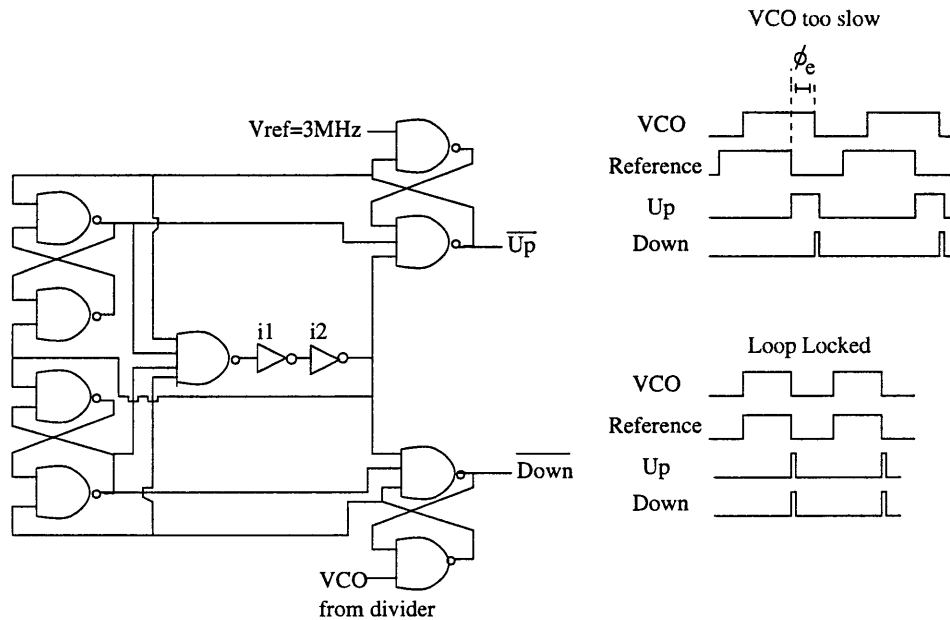 Vref=3MHz
i1
i2
Up
Down
VCO
from divider
VCO too slow
ϕe
VCO
Reference
Up
Down
Loop Locked
VCO
Reference
Up
Down